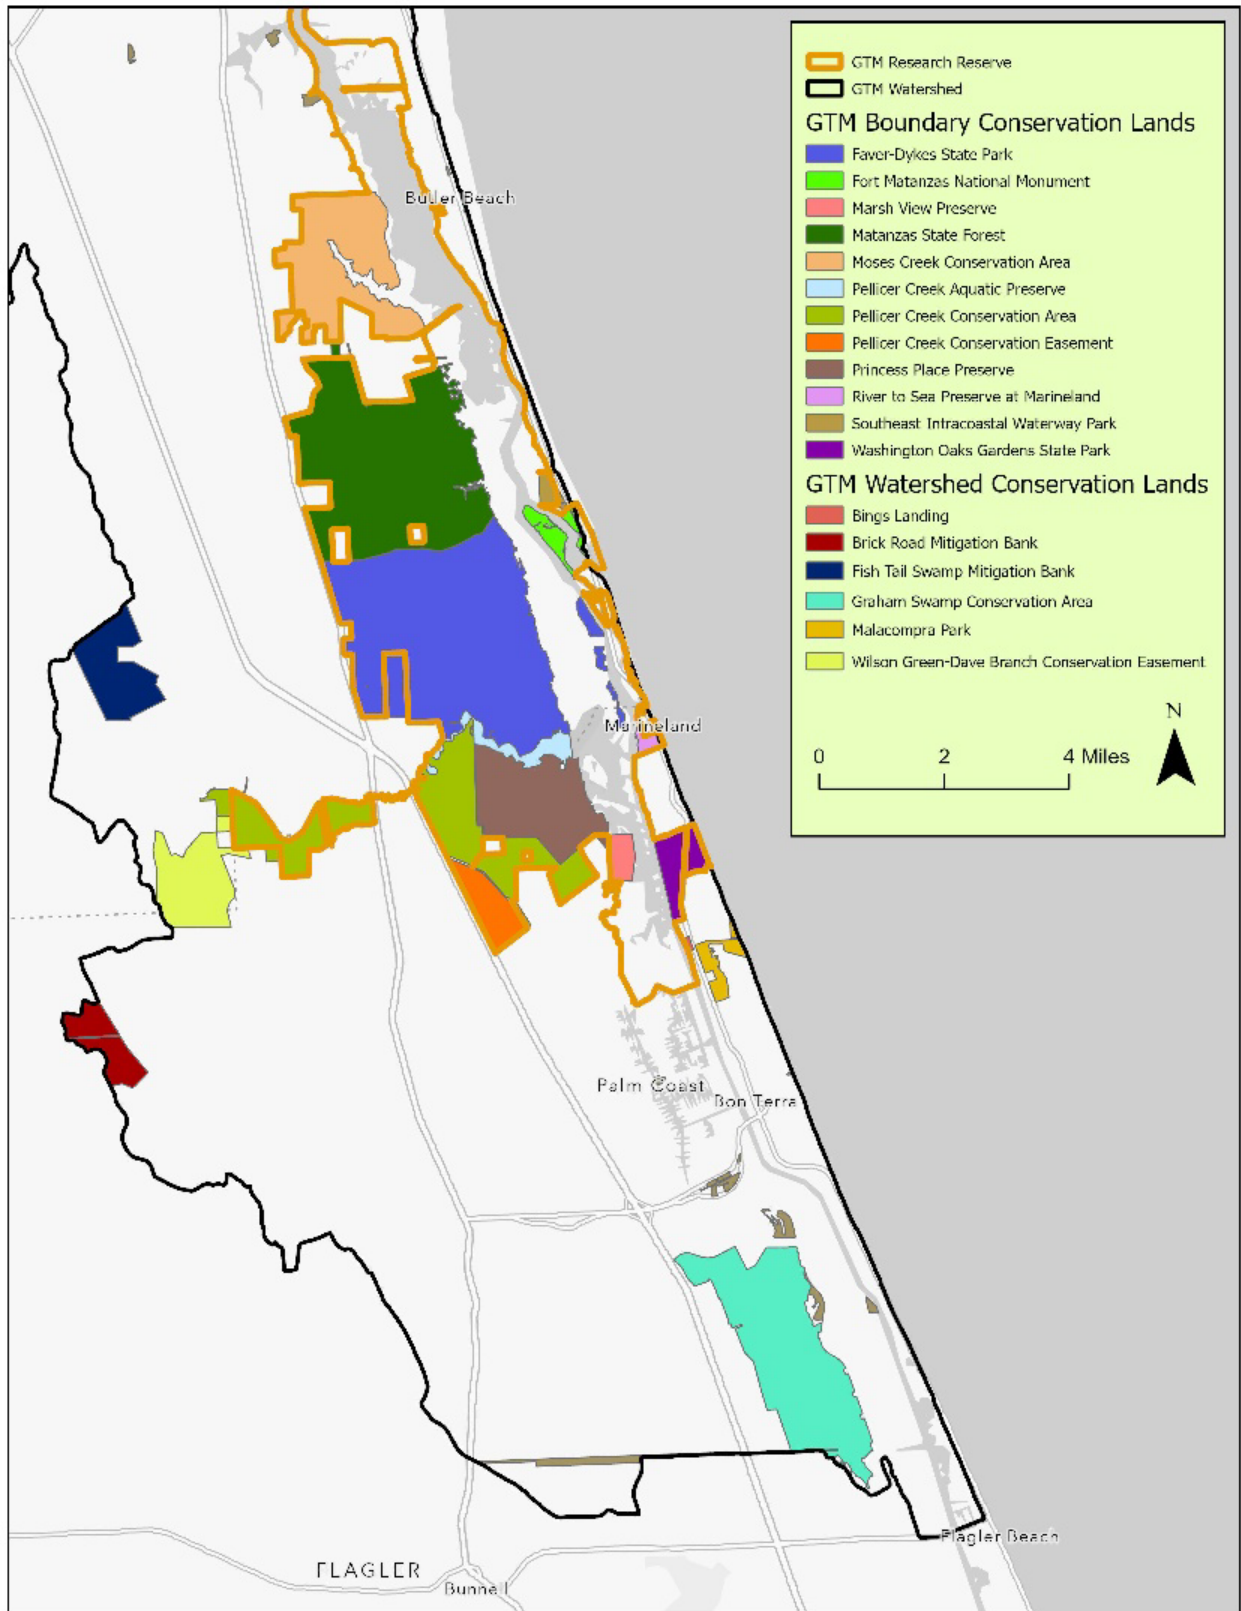 GTM Research Reserve
GTM Watershed
GTM Boundary Conservation Lands
Faver-Dykes State Park
Fort Matanzas National Monument
Marsh View Preserve
Matanzas State Forest
Moses Creek Conservation Area
Pellicer Creek Aquatic Preserve
Pellicer Creek Conservation Area
Pellicer Creek Conservation Easement
Princess Place Preserve
River to Sea Preserve at Marineland
Southeast Intracoastal Waterway Park
Washington Oaks Gardens State Park
GTM Watershed Conservation Lands
Bings Landing
Brick Road Mitigation Bank
Fish Tail Swamp Mitigation Bank
Graham Swamp Conservation Area
Malacompra Park
Wilson Green-Dave Branch Conservation Easement
N
0 2 4 Miles
Butler Beach
Marineland
Palm Coast
Bon Terra
Flagler Beach
FLAGLER
Bunnell